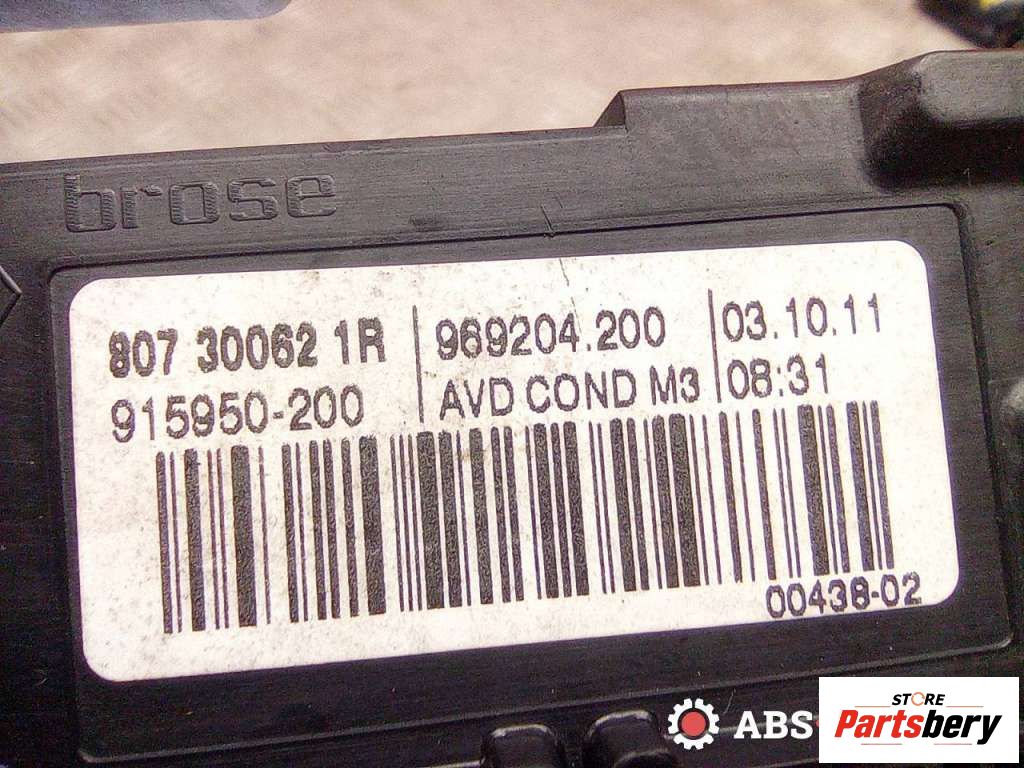 brose
807 30062 1R
969204.200
03.10.11
915950-200
AVD COND M3
08:31
00438-02
ABS
STORE
Partsbery